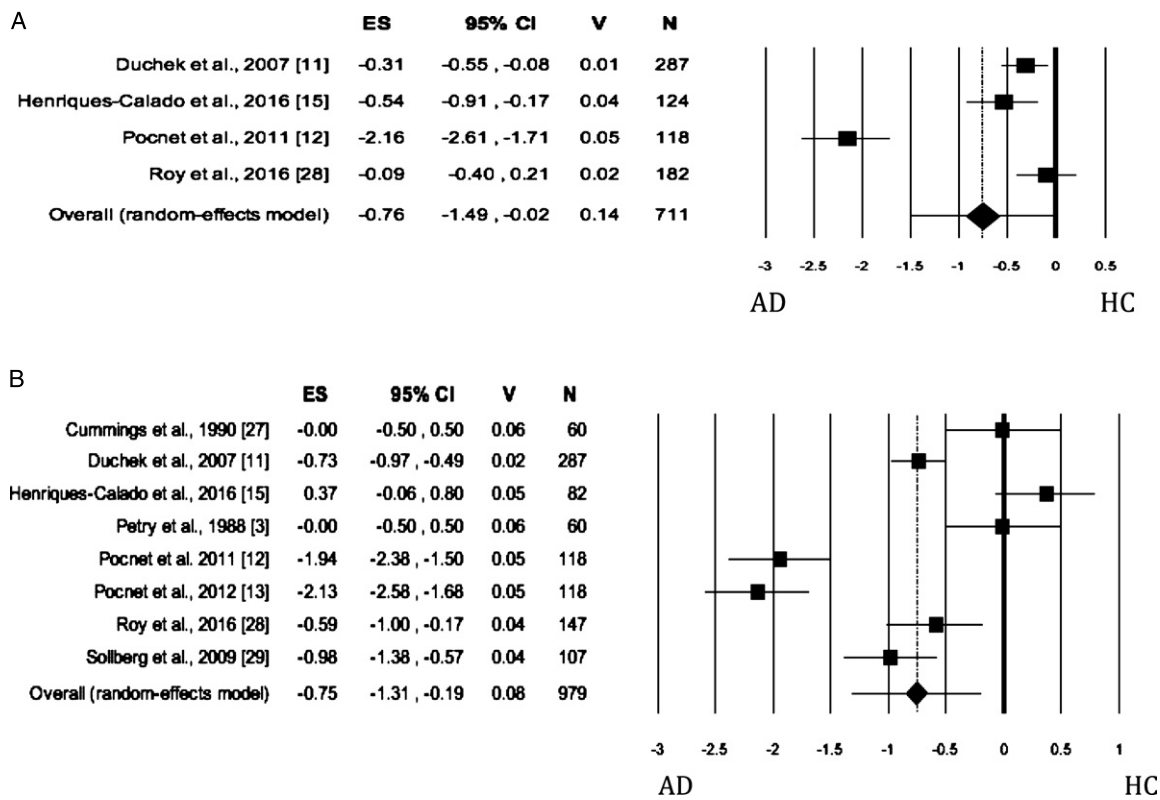 A
ES 95% CI V N
Duchek et al., 2007 [11] -0.31 -0.55 , -0.08 0.01 287
Henriques-Calado et al., 2016 [15] -0.54 -0.91 , -0.17 0.04 124
Pocnet et al., 2011 [12] -2.16 -2.61 , -1.71 0.05 118
Roy et al., 2016 [28] -0.09 -0.40 , 0.21 0.02 182
Overall (random-effects model) -0.76 -1.49 , -0.02 0.14 711
-3 -2.5 -2 -1.5 -1 -0.5 0 0.5
AD HC
B
ES 95% CI V N
Cummings et al., 1990 [27] -0.00 -0.50 , 0.50 0.06 60
Duchek et al., 2007 [11] -0.73 -0.97 , -0.49 0.02 287
Henriques-Calado et al., 2016 [15] 0.37 -0.06 , 0.80 0.05 82
Petry et al., 1988 [3] -0.00 -0.50 , 0.50 0.06 60
Pocnet et al. 2011 [12] -1.94 -2.38 , -1.50 0.05 118
Pocnet et al., 2012 [13] -2.13 -2.58 , -1.68 0.05 118
Roy et al., 2016 [28] -0.59 -1.00 , -0.17 0.04 147
Sollberg et al., 2009 [29] -0.98 -1.38 , -0.57 0.04 107
Overall (random-effects model) -0.75 -1.31 , -0.19 0.08 979
-3 -2.5 -2 -1.5 -1 -0.5 0 0.5 1
AD HC